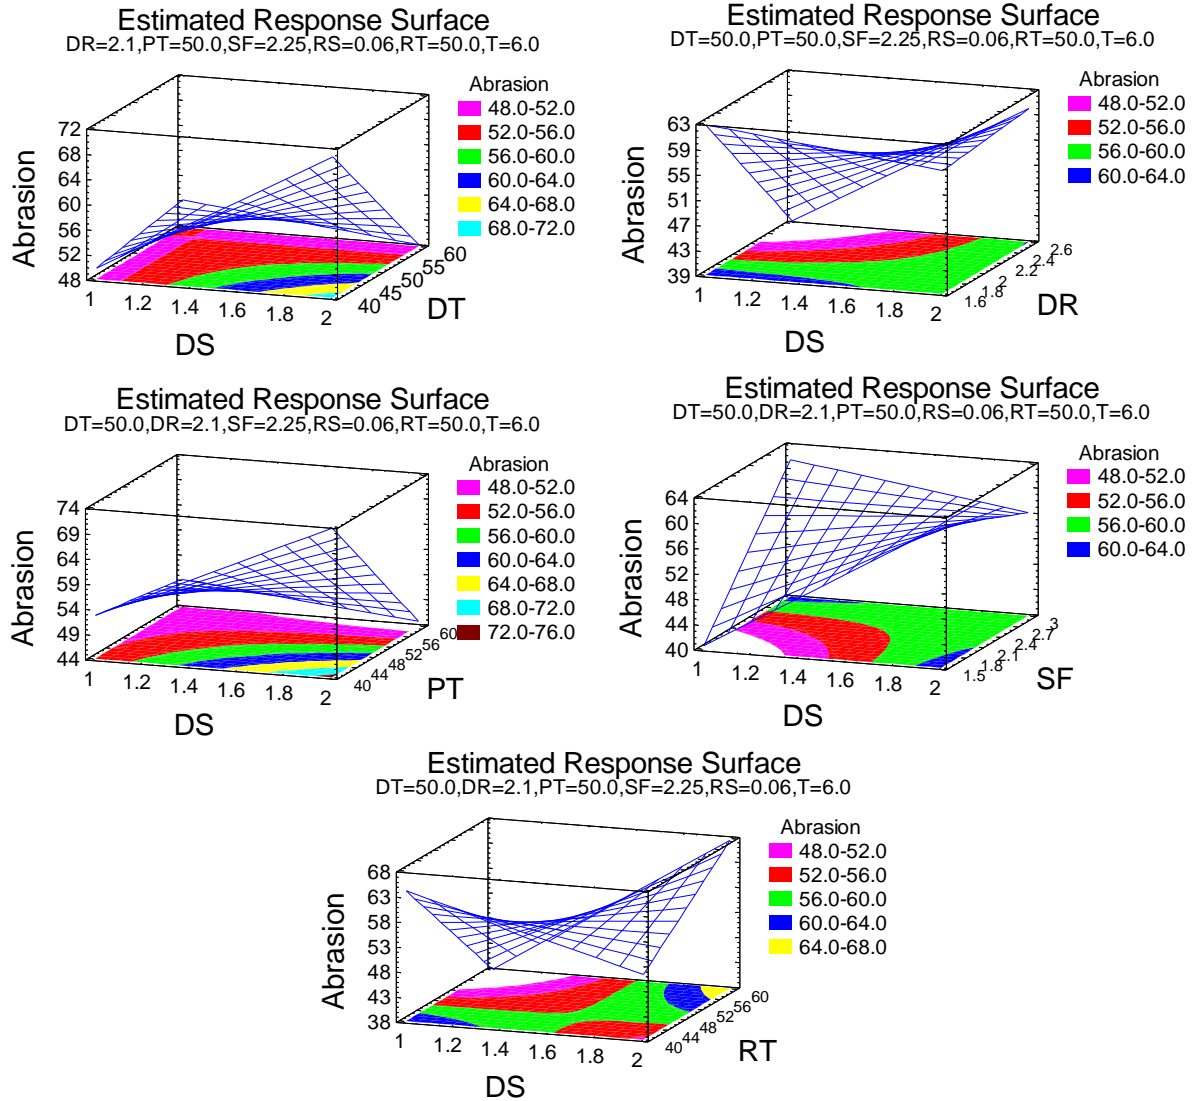 Estimated Response Surface
DR=2.1,PT=50.0,SF=2.25,RS=0.06,RT=50.0,T=6.0
Abrasion
48.0-52.0
52.0-56.0
56.0-60.0
60.0-64.0
64.0-68.0
68.0-72.0
72
68
64
60
56
52
48
Abrasion
1 1.2 1.4 1.6 1.8 2
DS
40 45 50 55 60
DT
Estimated Response Surface
DT=50.0,PT=50.0,SF=2.25,RS=0.06,RT=50.0,T=6.0
Abrasion
48.0-52.0
52.0-56.0
56.0-60.0
60.0-64.0
63
59
55
51
47
43
39
Abrasion
1 1.2 1.4 1.6 1.8 2
DS
1.6 1.8 2 2.2 2.4 2.6
DR
Estimated Response Surface
DT=50.0,DR=2.1,SF=2.25,RS=0.06,RT=50.0,T=6.0
Abrasion
48.0-52.0
52.0-56.0
56.0-60.0
60.0-64.0
64.0-68.0
68.0-72.0
72.0-76.0
74
69
64
59
54
49
44
Abrasion
1 1.2 1.4 1.6 1.8 2
DS
40 44 48 52 56 60
PT
Estimated Response Surface
DT=50.0,DR=2.1,PT=50.0,RS=0.06,RT=50.0,T=6.0
Abrasion
48.0-52.0
52.0-56.0
56.0-60.0
60.0-64.0
64
60
56
52
48
44
40
Abrasion
1 1.2 1.4 1.6 1.8 2
DS
1.5 1.8 2.1 2.4 2.7 3
SF
Estimated Response Surface
DT=50.0,DR=2.1,PT=50.0,SF=2.25,RS=0.06,T=6.0
Abrasion
48.0-52.0
52.0-56.0
56.0-60.0
60.0-64.0
64.0-68.0
68
63
58
53
48
43
38
Abrasion
1 1.2 1.4 1.6 1.8 2
DS
40 44 48 52 56 60
RT